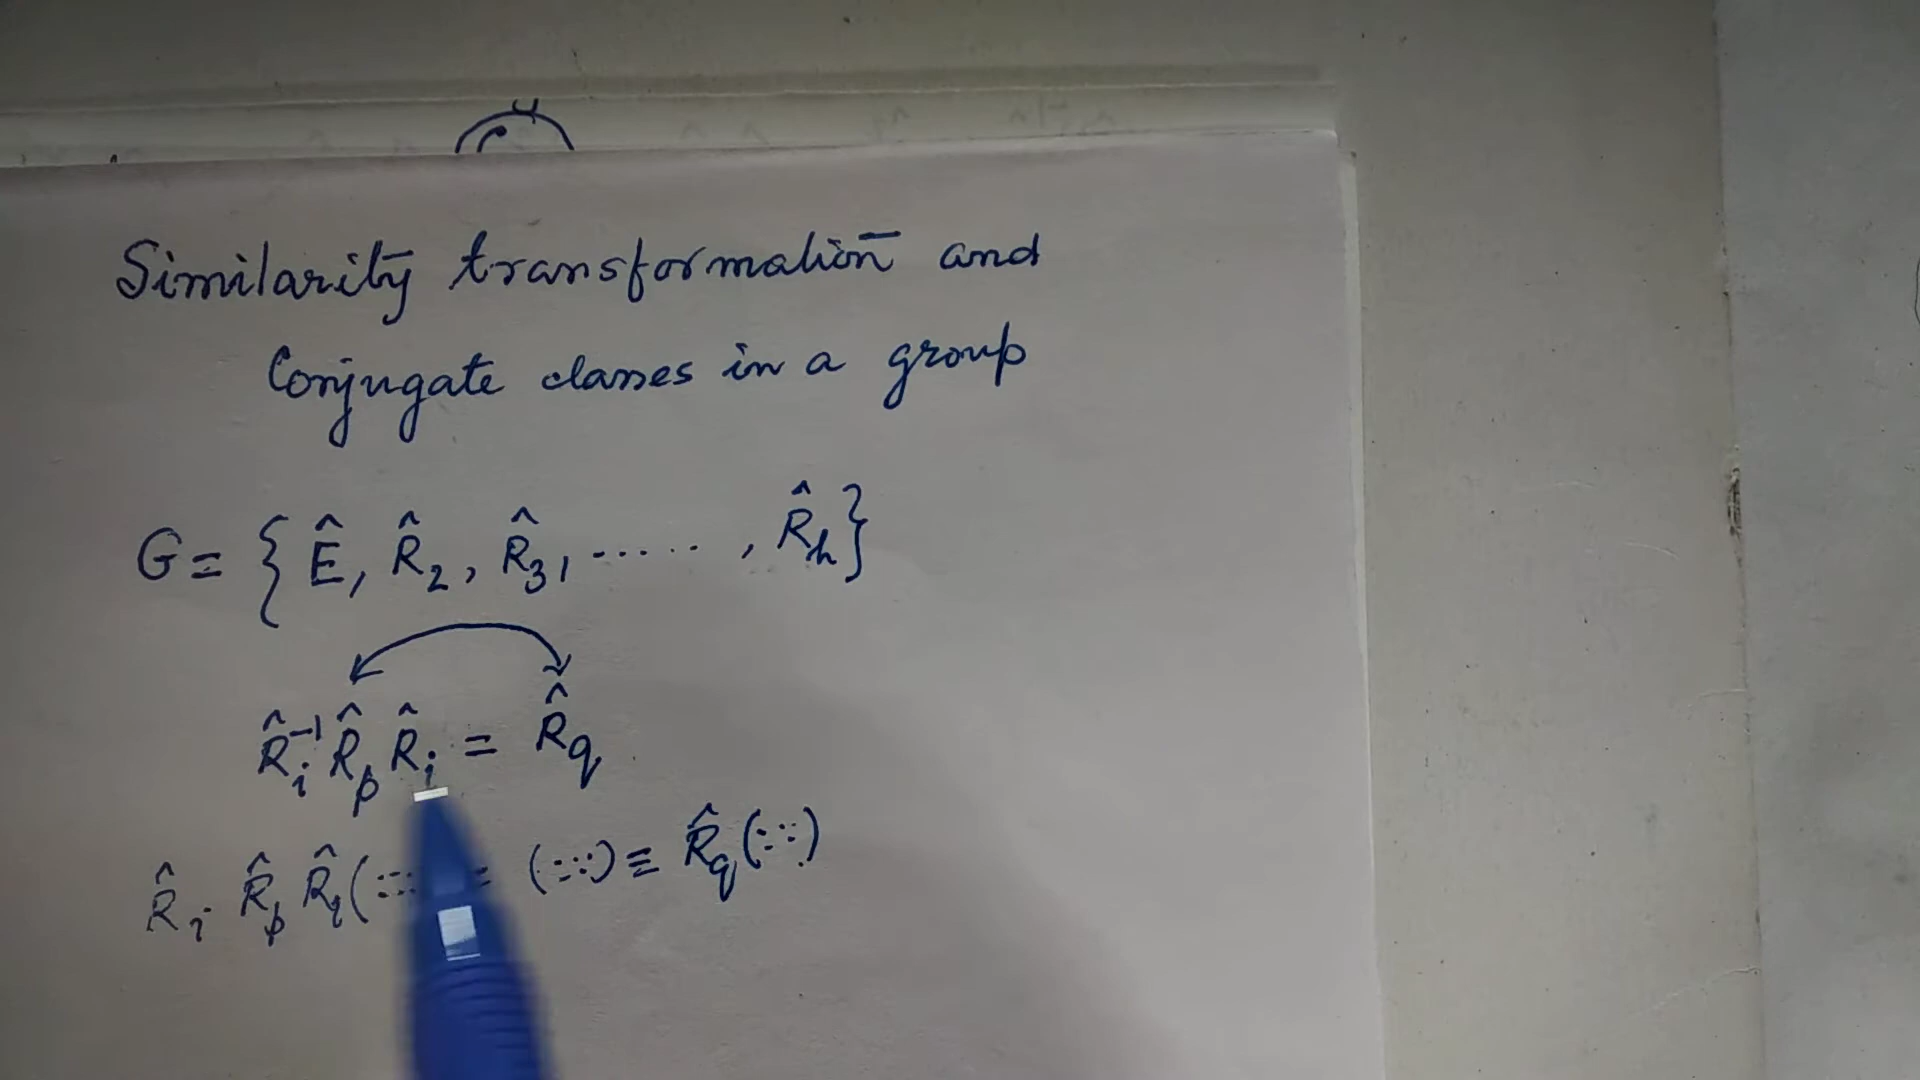 Similarity transformation and
Conjugate classes in a group
G = { Ê, R̂₂, R̂₃, ..... , R̂ₕ}
R̂ᵢ⁻¹ R̂ₚ R̂ᵢ = R̂q
R̂ᵢ R̂ₚ R̂ᵢ (::: = (:::) ≡ R̂q (:::)